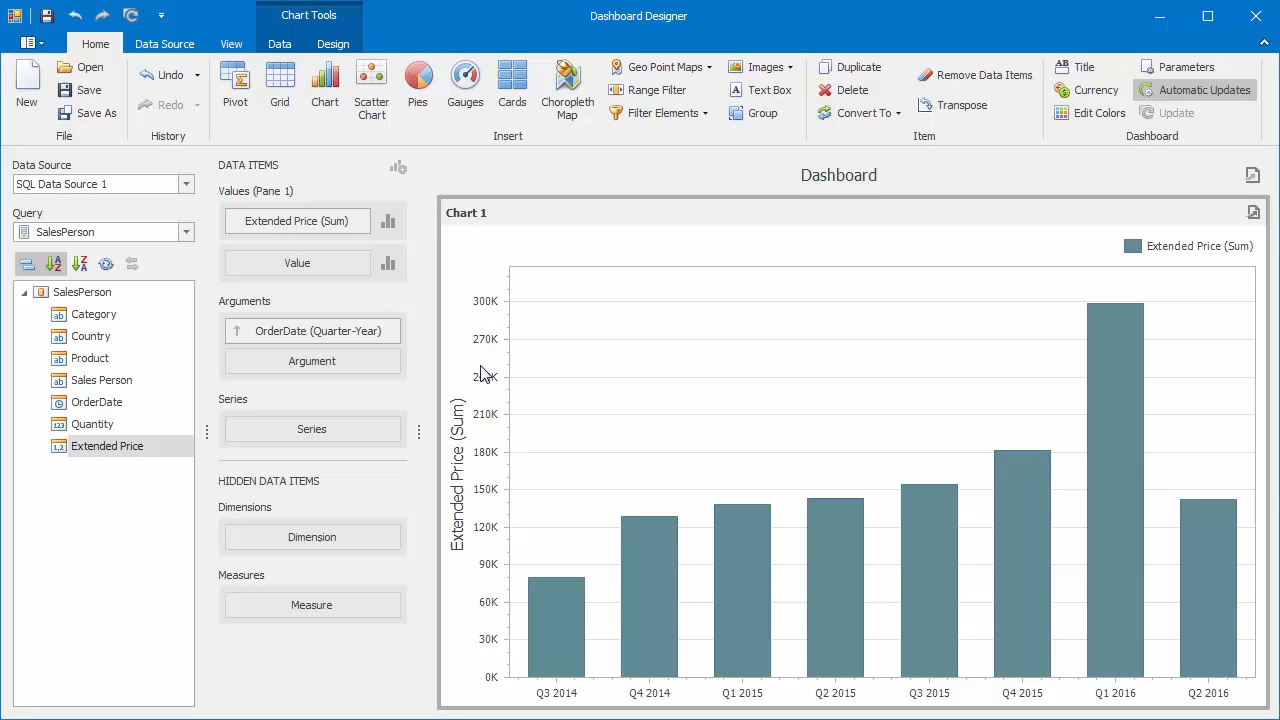 Chart Tools
Dashboard Designer
Home
Data Source
View
Data
Design
New
Open
Save
Save As
File
Undo
Redo
History
Pivot
Grid
Chart
Scatter
Chart
Pies
Gauges
Cards
Choropleth
Map
Geo Point Maps
Range Filter
Filter Elements
Images
Text Box
Group
Insert
Duplicate
Delete
Convert To
Remove Data Items
Transpose
Item
Title
Currency
Edit Colors
Parameters
Automatic Updates
Update
Dashboard
Data Source
SQL Data Source 1
Query
SalesPerson
SalesPerson
Category
Country
Product
Sales Person
OrderDate
Quantity
Extended Price
DATA ITEMS
Values (Pane 1)
Extended Price (Sum)
Value
Arguments
OrderDate (Quarter-Year)
Argument
Series
Series
HIDDEN DATA ITEMS
Dimensions
Dimension
Measures
Measure
Dashboard
Chart 1
Extended Price (Sum)
Extended Price (Sum)
300K
270K
210K
180K
150K
120K
90K
60K
30K
0K
Q3 2014
Q4 2014
Q1 2015
Q2 2015
Q3 2015
Q4 2015
Q1 2016
Q2 2016